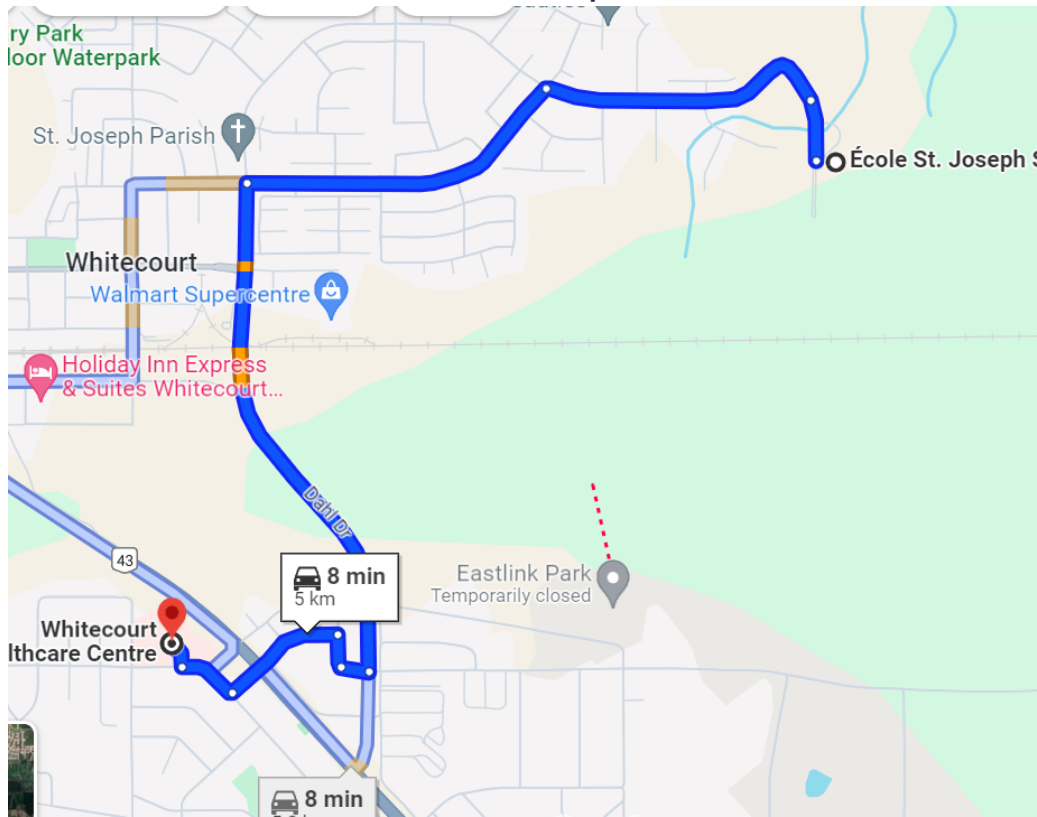 ry Park
loor Waterpark
St. Joseph Parish
École St. Joseph S
Whitecourt
Walmart Supercentre
Holiday Inn Express
& Suites Whitecourt...
Dahl Dr
43
8 min
5 km
Eastlink Park
Temporarily closed
Whitecourt
lthcare Centre
8 min